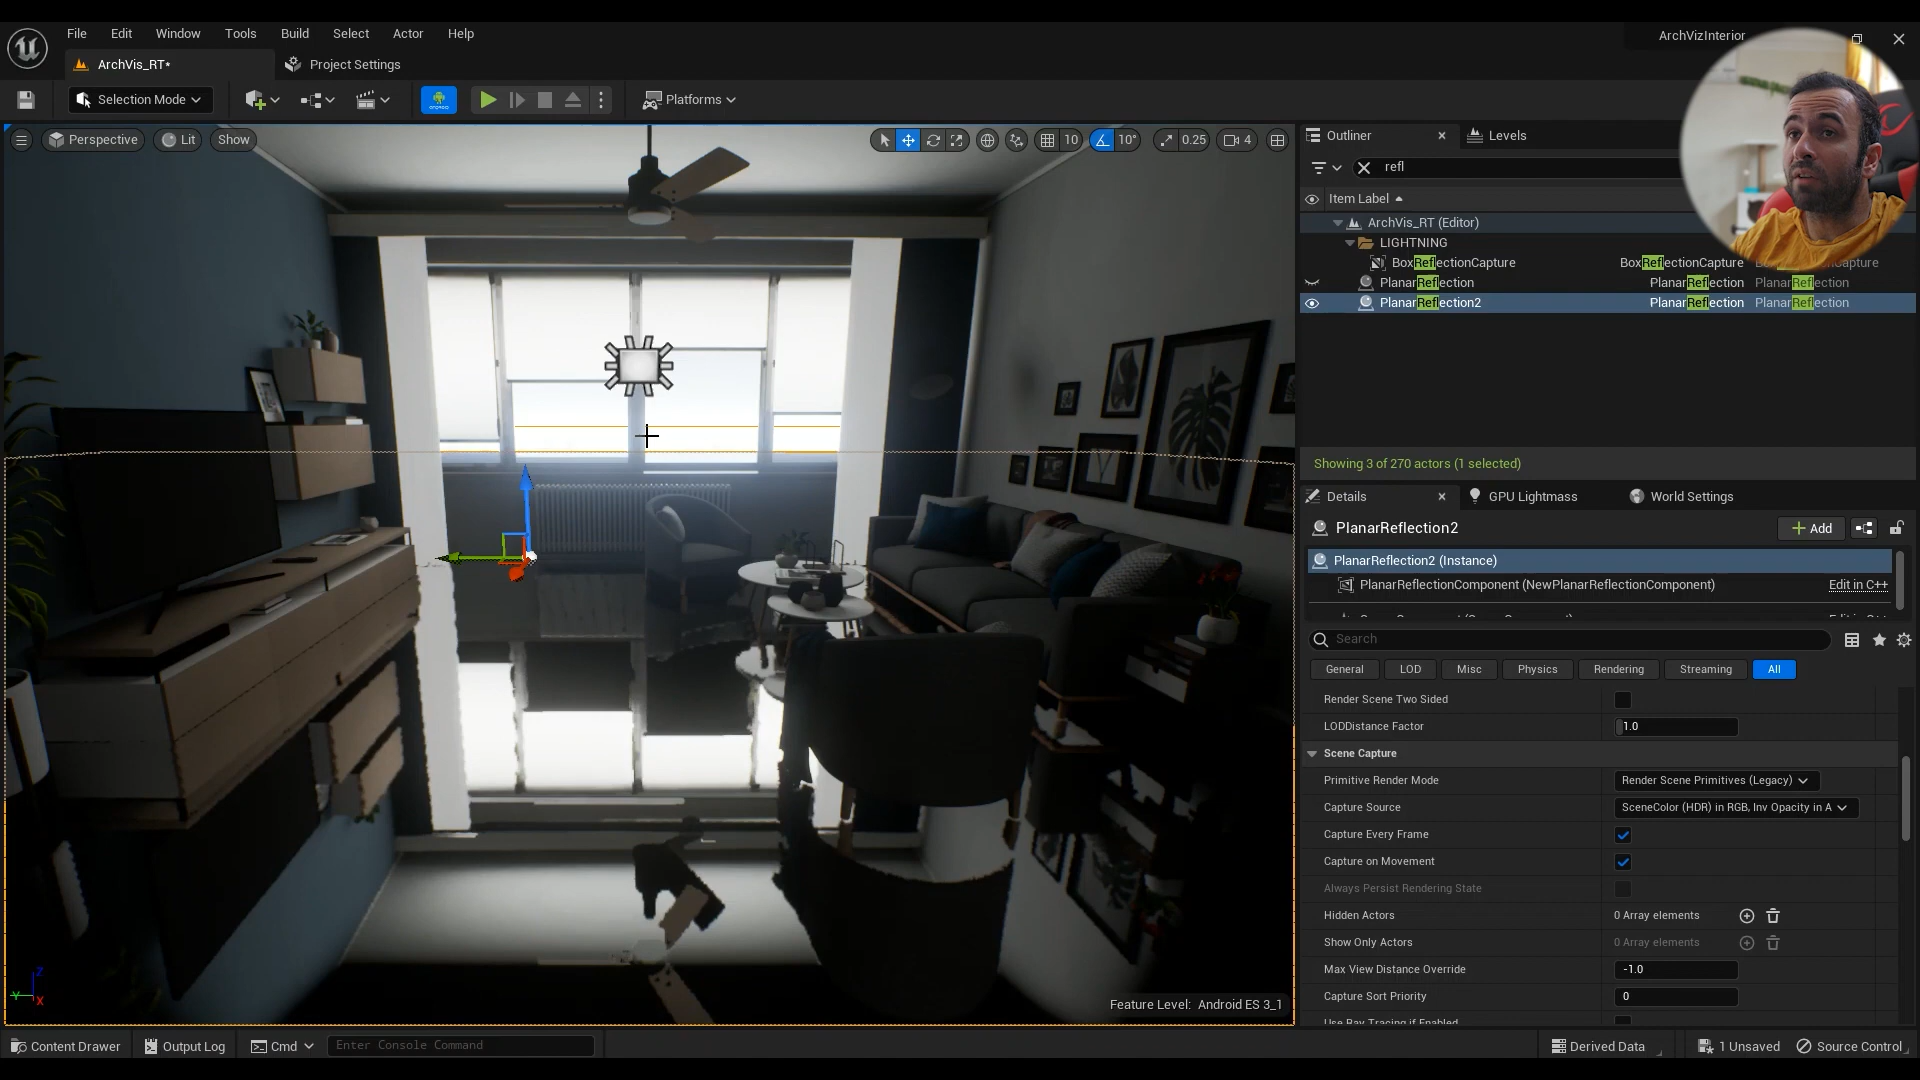 File Edit Window Tools Build Select Actor Help
ArchVizInterior
ArchVis_RT*
Project Settings
Selection Mode
Platforms
Perspective
Lit
Show
10
10°
0.25
4
Outliner
Levels
refl
Item Label
ArchVis_RT (Editor)
LIGHTNING
BoxReflectionCapture BoxReflectionCapture
PlanarReflection PlanarReflection PlanarReflection
PlanarReflection2 PlanarReflection PlanarReflection
Showing 3 of 270 actors (1 selected)
Details
GPU Lightmass
World Settings
PlanarReflection2
Add
PlanarReflection2 (Instance)
PlanarReflectionComponent (NewPlanarReflectionComponent) Edit in C++
Search
General LOD Misc Physics Rendering Streaming All
Render Scene Two Sided
LODDistance Factor 1.0
Scene Capture
Primitive Render Mode Render Scene Primitives (Legacy)
Capture Source SceneColor (HDR) in RGB, Inv Opacity in A
Capture Every Frame
Capture on Movement
Always Persist Rendering State
Hidden Actors 0 Array elements
Show Only Actors 0 Array elements
Max View Distance Override -1.0
Capture Sort Priority 0
Use Ray Tracing if Enabled
Feature Level: Android ES 3_1
Z
Y
X
Content Drawer
Output Log
Cmd
Enter Console Command
Derived Data
1 Unsaved
Source Control